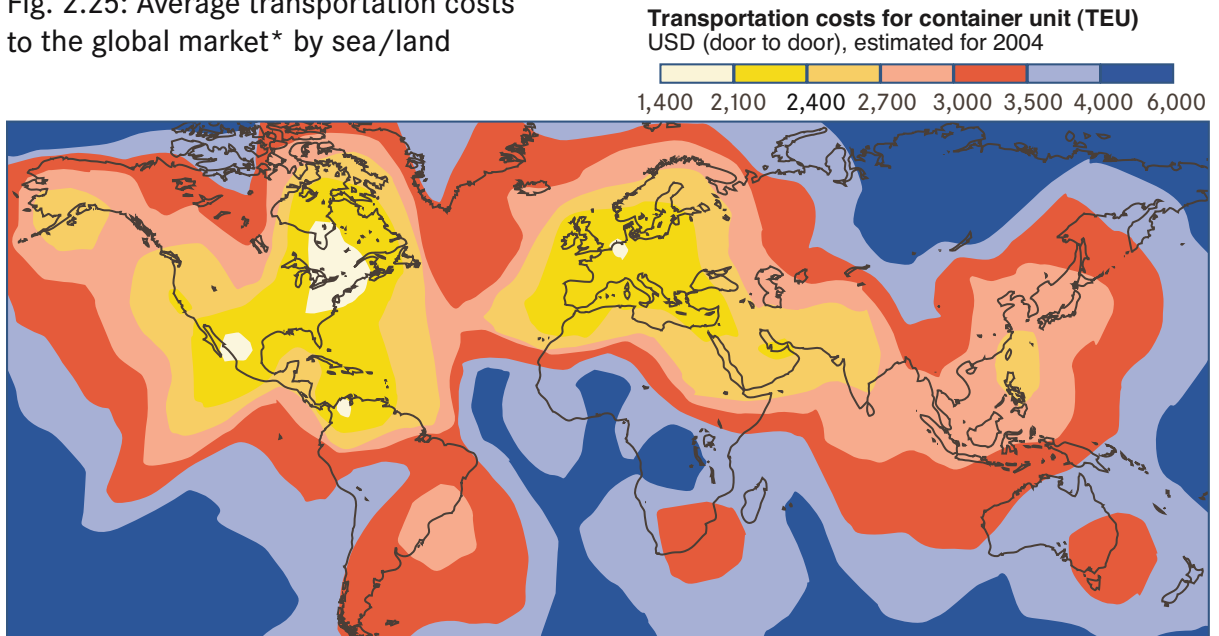 Fig. 2.25: Average transportation costs
to the global market* by sea/land
Transportation costs for container unit (TEU)
USD (door to door), estimated for 2004
1,400 2,100 2,400 2,700 3,000 3,500 4,000 6,000